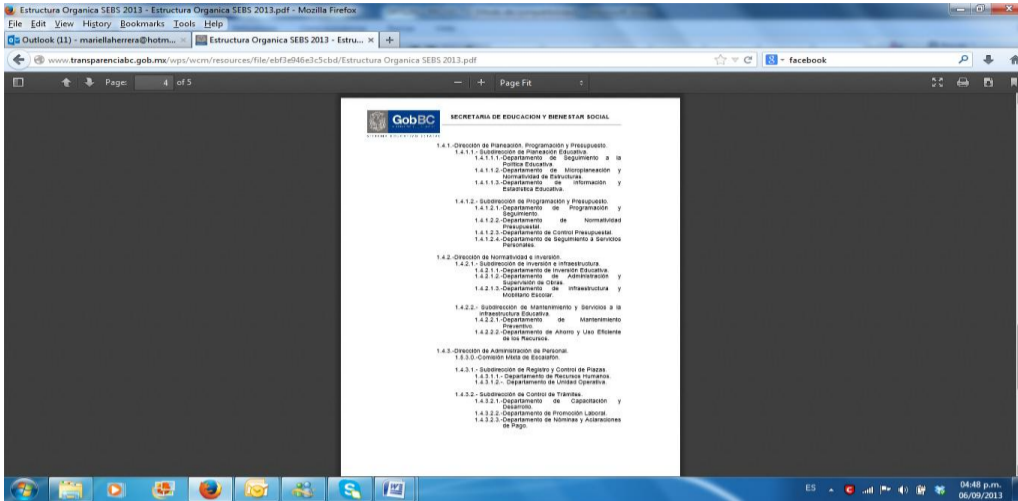 Estructura Organica SEBS 2013 - Estructura Organica SEBS 2013.pdf - Mozilla Firefox
File Edit View History Bookmarks Tools Help
Outlook (11) - mariellaherrera@hotm...
Estructura Organica SEBS 2013 - Estru...
www.transparenciabc.gob.mx/wps/wcm/resources/file/ebf3e946e3c5cbd/Estructura Organica SEBS 2013.pdf
facebook
Page: 4 of 5
Page Fit
GobBC
SECRETARIA DE EDUCACION Y BIENESTAR SOCIAL
1.4.1.-Dirección de Planeación, Programación y Presupuesto.
1.4.1.1.- Subdirección de Planeación Educativa.
1.4.1.1.1.-Departamento de Seguimiento a la
Política Educativa.
1.4.1.1.2.-Departamento de Microplaneación y
Normatividad de Estructuras.
1.4.1.1.3.-Departamento de Información y
Estadística Educativa.
1.4.1.2.- Subdirección de Programación y Presupuesto.
1.4.1.2.1.-Departamento de Programación y
Seguimiento.
1.4.1.2.2.-Departamento de Normatividad
Presupuestal.
1.4.1.2.3.-Departamento de Control Presupuestal.
1.4.1.2.4.-Departamento de Seguimiento a Servicios
Personales.
1.4.2.-Dirección de Normatividad e Inversión.
1.4.2.1.- Subdirección de Inversión e Infraestructura.
1.4.2.1.1.-Departamento de Inversión Educativa.
1.4.2.1.2.-Departamento de Administración y
Supervisión de Obras.
1.4.2.1.3.-Departamento de Infraestructura y
Mobiliario Escolar.
1.4.2.2.- Subdirección de Mantenimiento y Servicios a la
Infraestructura Educativa.
1.4.2.2.1.-Departamento de Mantenimiento
Preventivo.
1.4.2.2.2.-Departamento de Ahorro y Uso Eficiente
de los Recursos.
1.4.3.-Dirección de Administración de Personal.
1.6.3.0.-Comisión Mixta de Escalafón.
1.4.3.1.- Subdirección de Registro y Control de Plazas.
1.4.3.1.1.- Departamento de Recursos Humanos.
1.4.3.1.2.-. Departamento de Unidad Operativa.
1.4.3.2.- Subdirección de Control de Trámites.
1.4.3.2.1.-Departamento de Capacitación y
Desarrollo.
1.4.3.2.2.-Departamento de Promoción Laboral.
1.4.3.2.3.-Departamento de Nóminas y Aclaraciones
de Pago.
ES
04:48 p.m.
06/09/2013